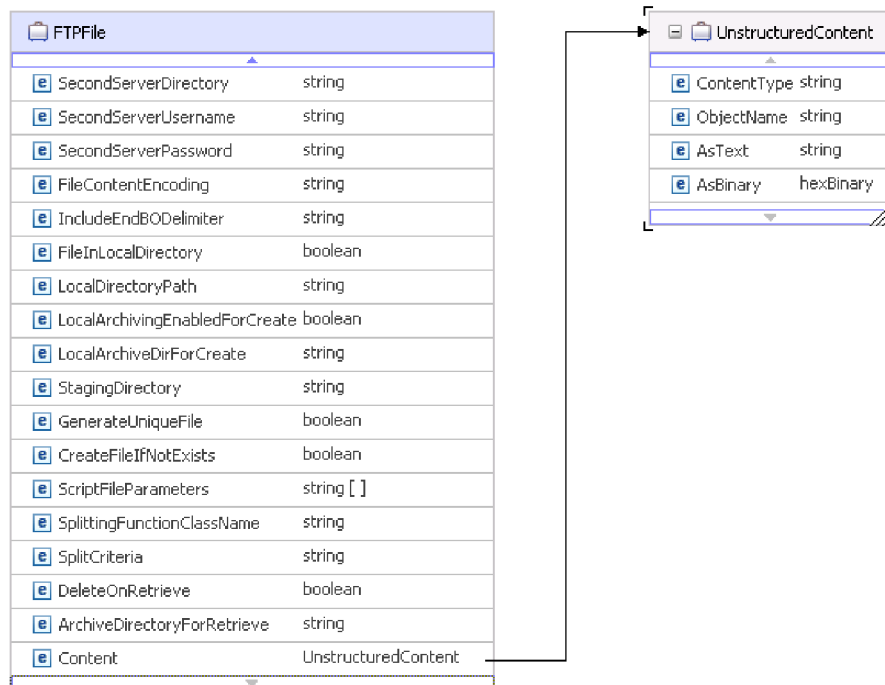 FTPFile
e SecondServerDirectory string
e SecondServerUsername string
e SecondServerPassword string
e FileContentEncoding string
e IncludeEndBODelimiter string
e FileInLocalDirectory boolean
e LocalDirectoryPath string
e LocalArchivingEnabledForCreate boolean
e LocalArchiveDirForCreate string
e StagingDirectory string
e GenerateUniqueFile boolean
e CreateFileIfNotExists boolean
e ScriptFileParameters string [ ]
e SplittingFunctionClassName string
e SplitCriteria string
e DeleteOnRetrieve boolean
e ArchiveDirectoryForRetrieve string
e Content UnstructuredContent
UnstructuredContent
e ContentType string
e ObjectName string
e AsText string
e AsBinary hexBinary